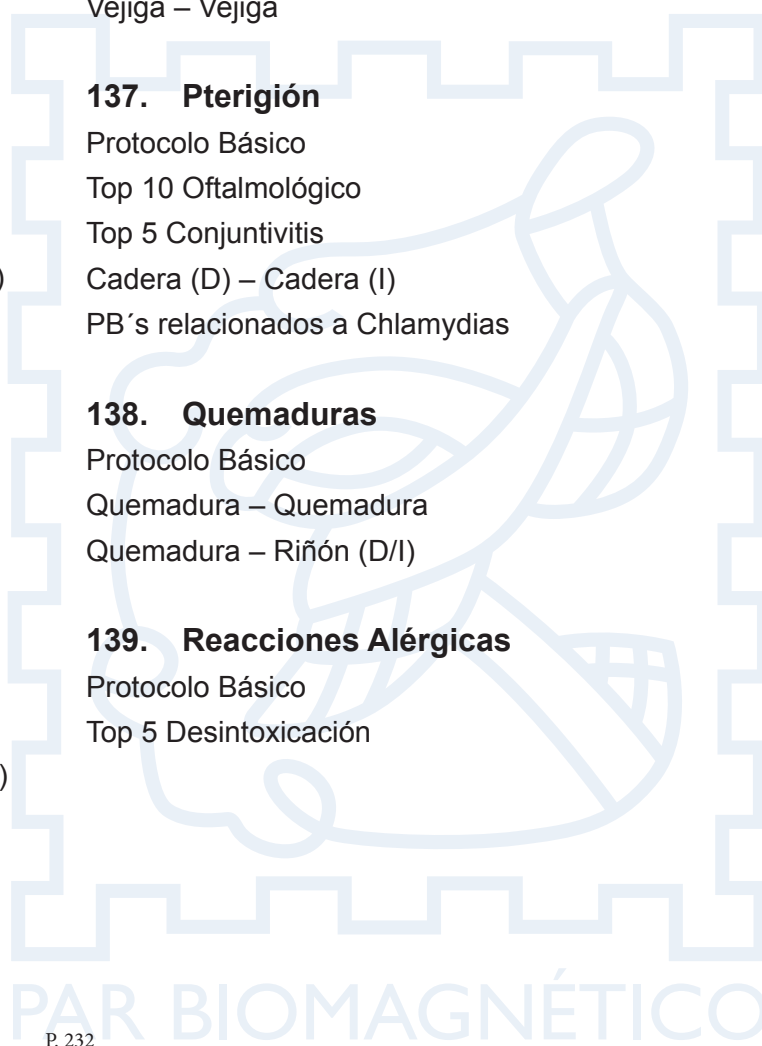 Vejiga – Vejiga
137. Pterigión
Protocolo Básico
Top 10 Oftalmológico
Top 5 Conjuntivitis
)
Cadera (D) – Cadera (I)
PB´s relacionados a Chlamydias
138. Quemaduras
Protocolo Básico
Quemadura – Quemadura
Quemadura – Riñón (D/I)
139. Reacciones Alérgicas
Protocolo Básico
Top 5 Desintoxicación
)
PAR BIOMAGNÉTICO
P. 232